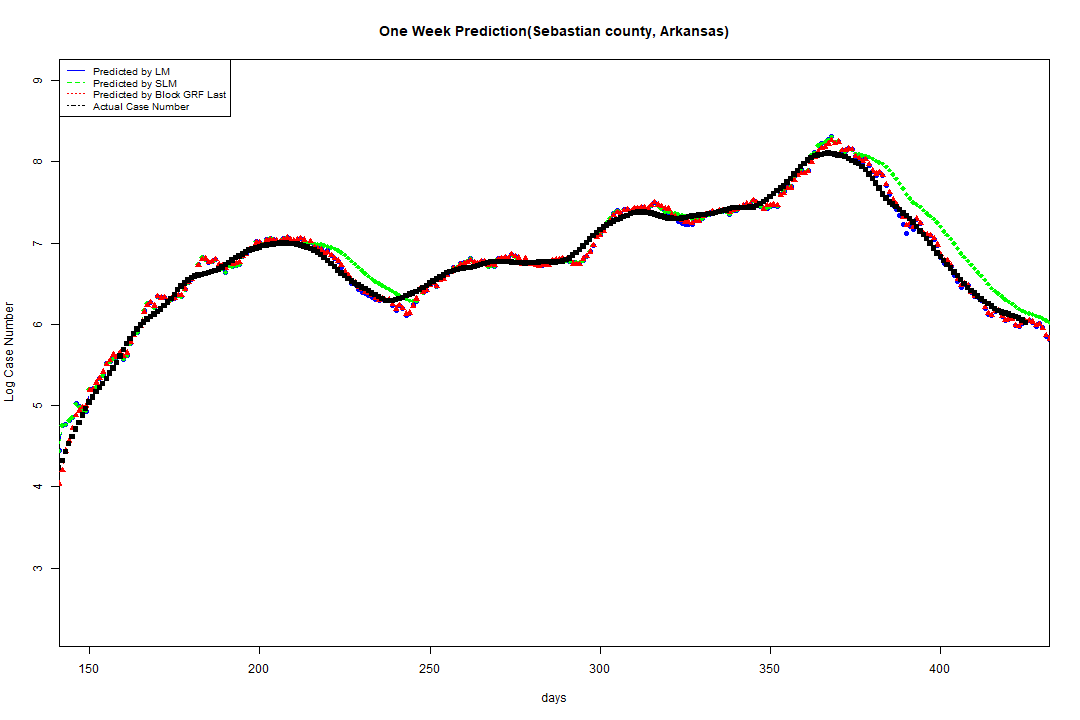 One Week Prediction(Sebastian county, Arkansas)
Predicted by LM
Predicted by SLM
Predicted by Block GRF Last
Actual Case Number
9
8
7
6
5
4
3
Log Case Number
150 200 250 300 350 400
days